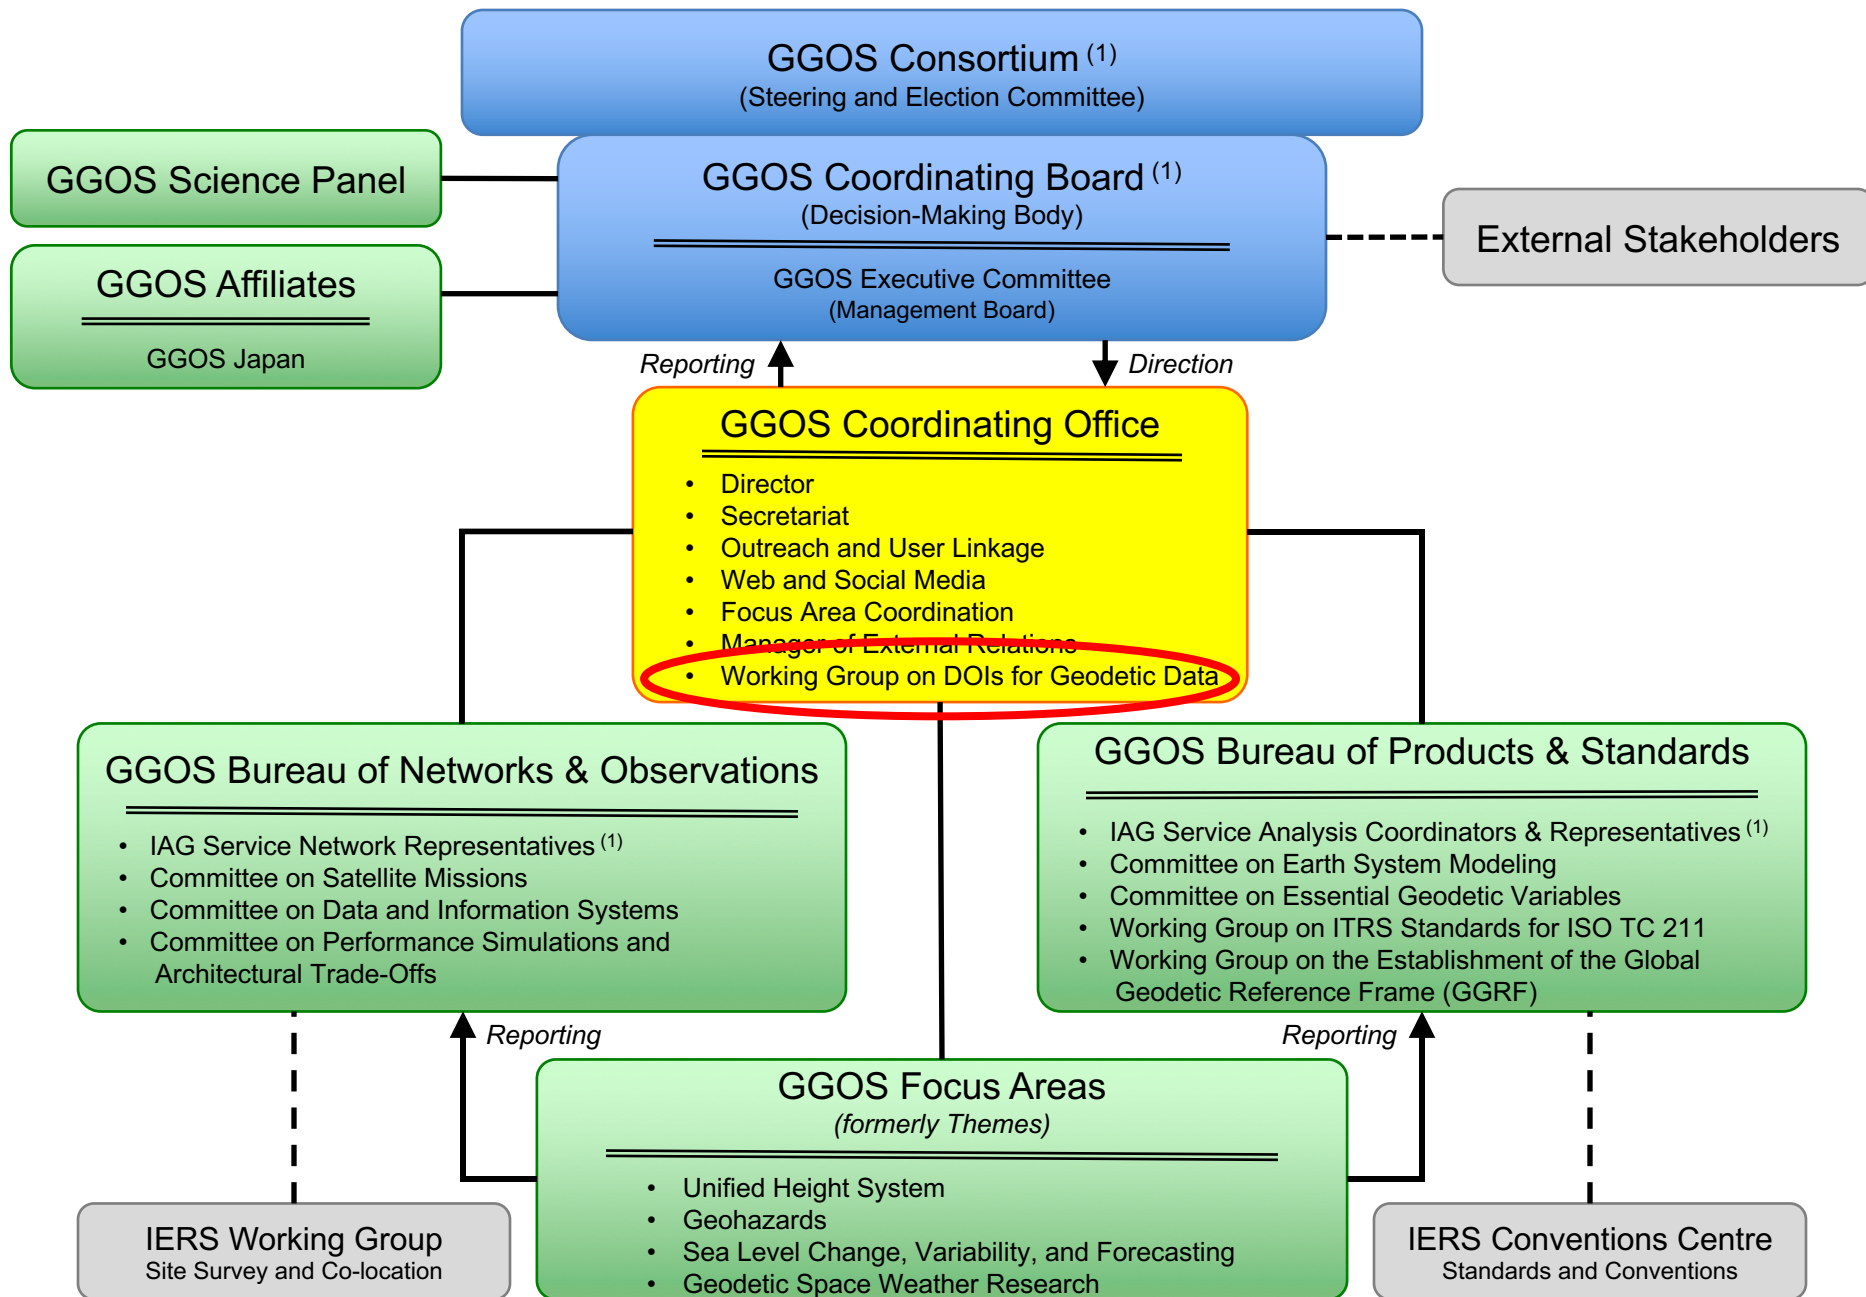 GGOS Consortium (1)
(Steering and Election Committee)
GGOS Science Panel
GGOS Coordinating Board (1)
(Decision-Making Body)
GGOS Executive Committee
(Management Board)
External Stakeholders
GGOS Affiliates
GGOS Japan
Reporting
Direction
GGOS Coordinating Office
• Director
• Secretariat
• Outreach and User Linkage
• Web and Social Media
• Focus Area Coordination
• Manager of External Relations
• Working Group on DOIs for Geodetic Data
GGOS Bureau of Networks & Observations
• IAG Service Network Representatives (1)
• Committee on Satellite Missions
• Committee on Data and Information Systems
• Committee on Performance Simulations and
Architectural Trade-Offs
GGOS Bureau of Products & Standards
• IAG Service Analysis Coordinators & Representatives (1)
• Committee on Earth System Modeling
• Committee on Essential Geodetic Variables
• Working Group on ITRS Standards for ISO TC 211
• Working Group on the Establishment of the Global
Geodetic Reference Frame (GGRF)
Reporting
Reporting
GGOS Focus Areas
(formerly Themes)
• Unified Height System
• Geohazards
• Sea Level Change, Variability, and Forecasting
• Geodetic Space Weather Research
IERS Working Group
Site Survey and Co-location
IERS Conventions Centre
Standards and Conventions